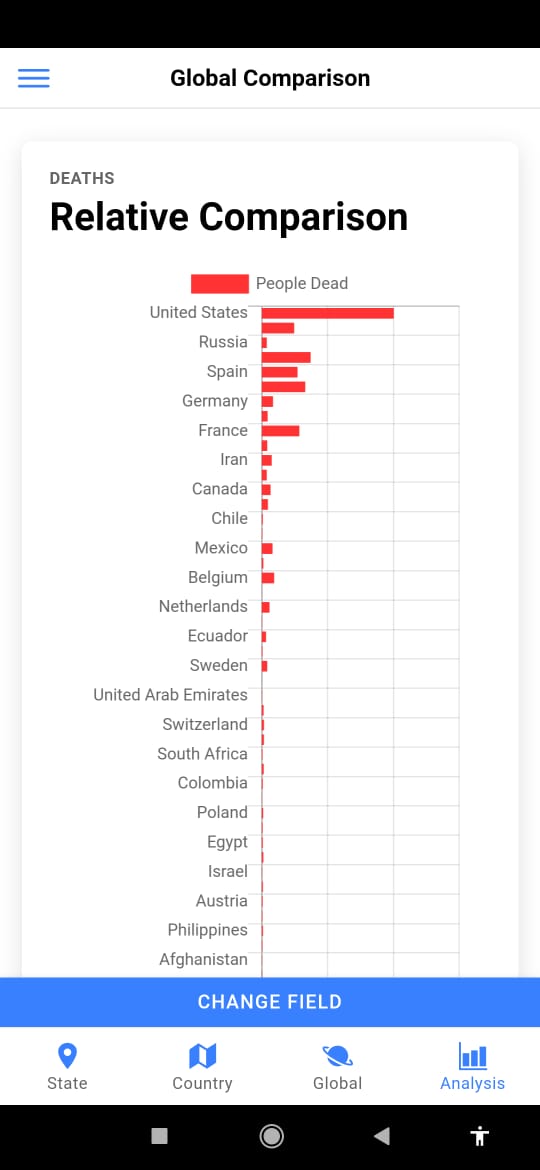 Global Comparison
DEATHS
Relative Comparison
People Dead
United States
Russia
Spain
Germany
France
Iran
Canada
Chile
Mexico
Belgium
Netherlands
Ecuador
Sweden
United Arab Emirates
Switzerland
South Africa
Colombia
Poland
Egypt
Israel
Austria
Philippines
Afghanistan
CHANGE FIELD
State Country Global Analysis